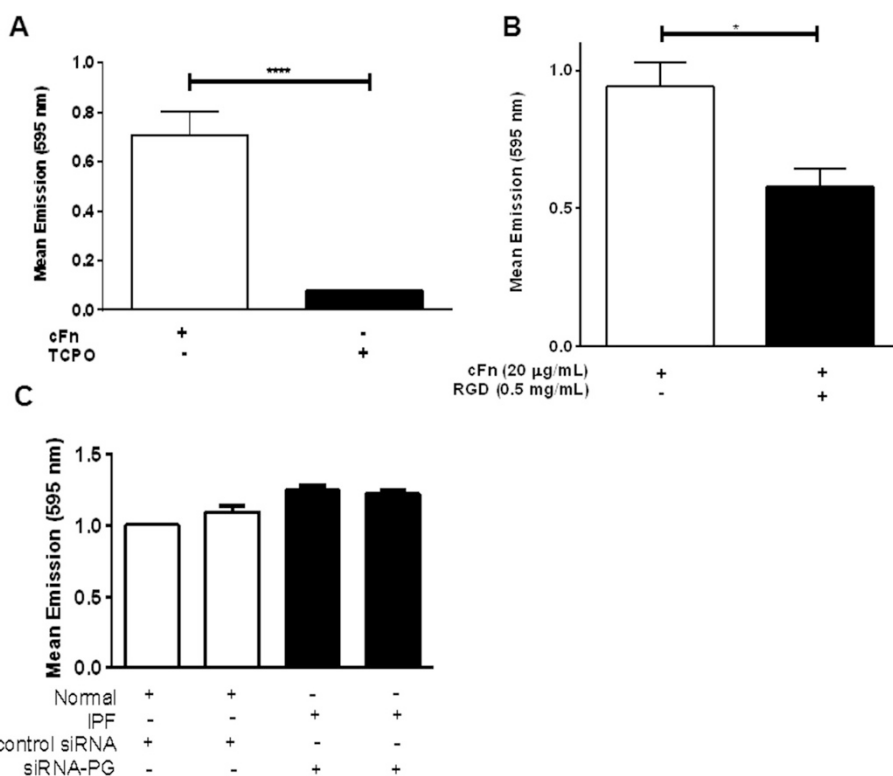 A
Mean Emission (595 nm)
1.0
0.8
0.6
0.4
0.2
0.0
****
cFn + -
TCPO - +
B
Mean Emission (595 nm)
1.0
0.5
0.0
*
cFn (20 µg/mL) + +
RGD (0.5 mg/mL) - +
C
Mean Emission (595 nm)
1.5
1.0
0.5
0.0
Normal + + - -
IPF - - + +
control siRNA + + - -
siRNA-PG - - + +